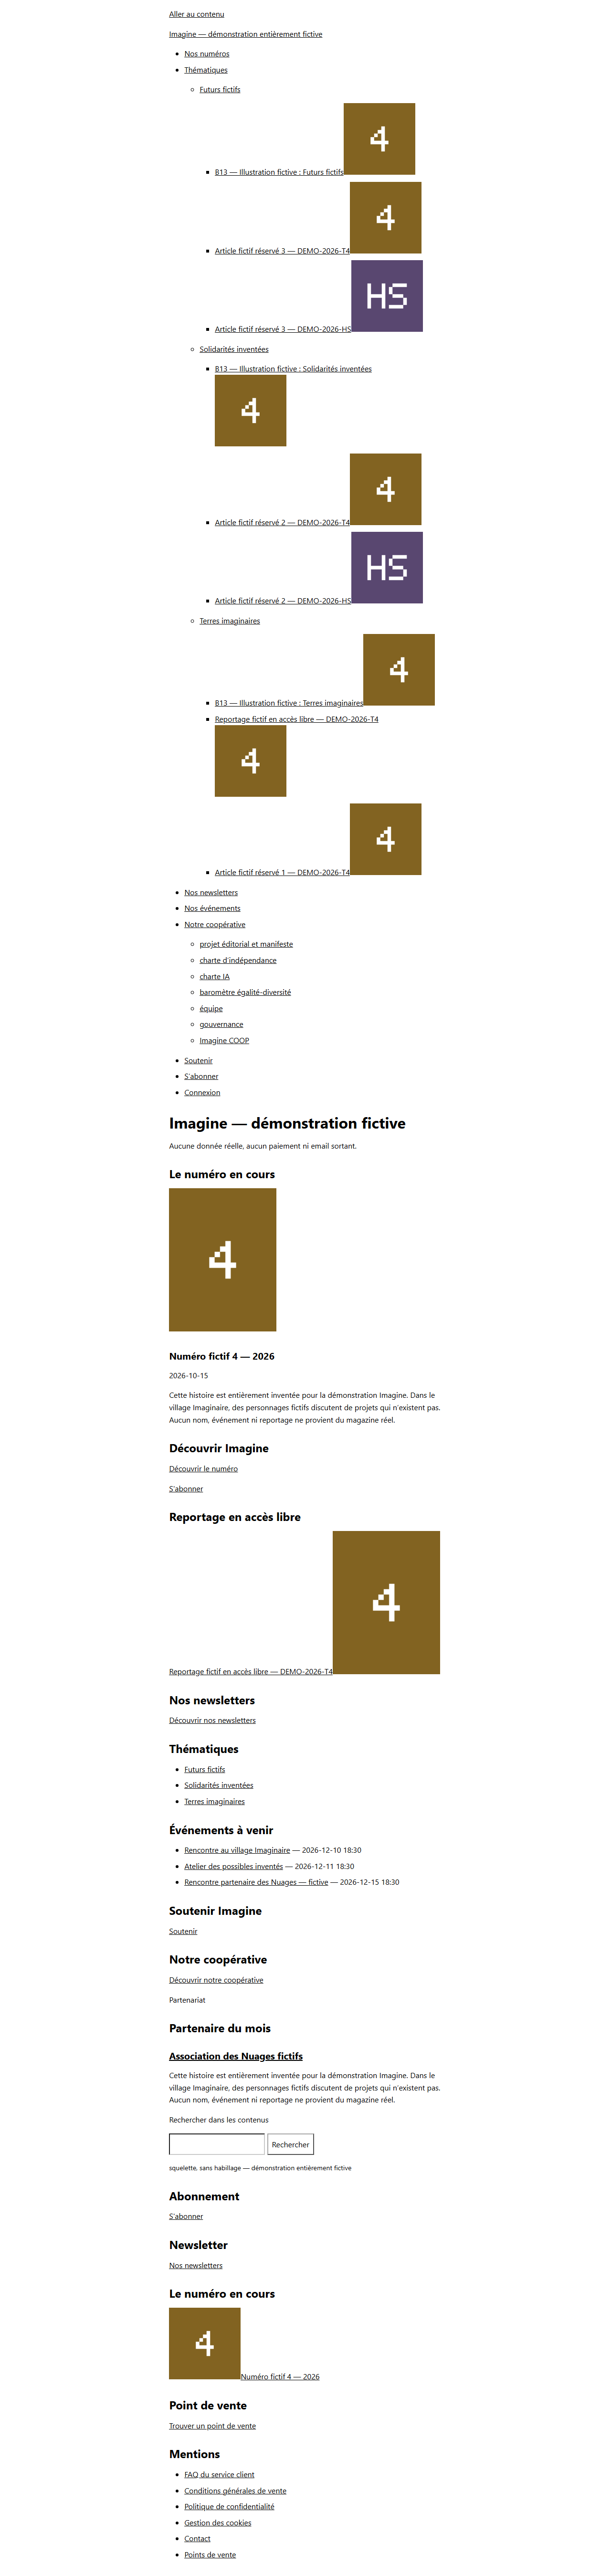 Aller au contenu
Imagine — démonstration entièrement fictive
Nos numéros
Thématiques
Futurs fictifs
4
B13 — Illustration fictive : Futurs fictifs
4
Article fictif réservé 3 — DEMO-2026-T4
HS
Article fictif réservé 3 — DEMO-2026-HS
Solidarités inventées
B13 — Illustration fictive : Solidarités inventées
4
4
Article fictif réservé 2 — DEMO-2026-T4
HS
Article fictif réservé 2 — DEMO-2026-HS
Terres imaginaires
4
B13 — Illustration fictive : Terres imaginaires
Reportage fictif en accès libre — DEMO-2026-T4
4
4
Article fictif réservé 1 — DEMO-2026-T4
Nos newsletters
Nos événements
Notre coopérative
projet éditorial et manifeste
charte d'indépendance
charte IA
baromètre égalité-diversité
équipe
gouvernance
Imagine COOP
Soutenir
S'abonner
Connexion
Imagine — démonstration fictive
Aucune donnée réelle, aucun paiement ni email sortant.
Le numéro en cours
4
Numéro fictif 4 — 2026
2026-10-15
Cette histoire est entièrement inventée pour la démonstration Imagine. Dans le
village Imaginaire, des personnages fictifs discutent de projets qui n'existent pas.
Aucun nom, événement ni reportage ne provient du magazine réel.
Découvrir Imagine
Découvrir le numéro
S'abonner
Reportage en accès libre
4
Reportage fictif en accès libre — DEMO-2026-T4
Nos newsletters
Découvrir nos newsletters
Thématiques
Futurs fictifs
Solidarités inventées
Terres imaginaires
Événements à venir
Rencontre au village Imaginaire — 2026-12-10 18:30
Atelier des possibles inventés — 2026-12-11 18:30
Rencontre partenaire des Nuages — fictive — 2026-12-15 18:30
Soutenir Imagine
Soutenir
Notre coopérative
Découvrir notre coopérative
Partenariat
Partenaire du mois
Association des Nuages fictifs
Cette histoire est entièrement inventée pour la démonstration Imagine. Dans le
village Imaginaire, des personnages fictifs discutent de projets qui n'existent pas.
Aucun nom, événement ni reportage ne provient du magazine réel.
Rechercher dans les contenus
Rechercher
squelette, sans habillage — démonstration entièrement fictive
Abonnement
S'abonner
Newsletter
Nos newsletters
Le numéro en cours
4
Numéro fictif 4 — 2026
Point de vente
Trouver un point de vente
Mentions
FAQ du service client
Conditions générales de vente
Politique de confidentialité
Gestion des cookies
Contact
Points de vente